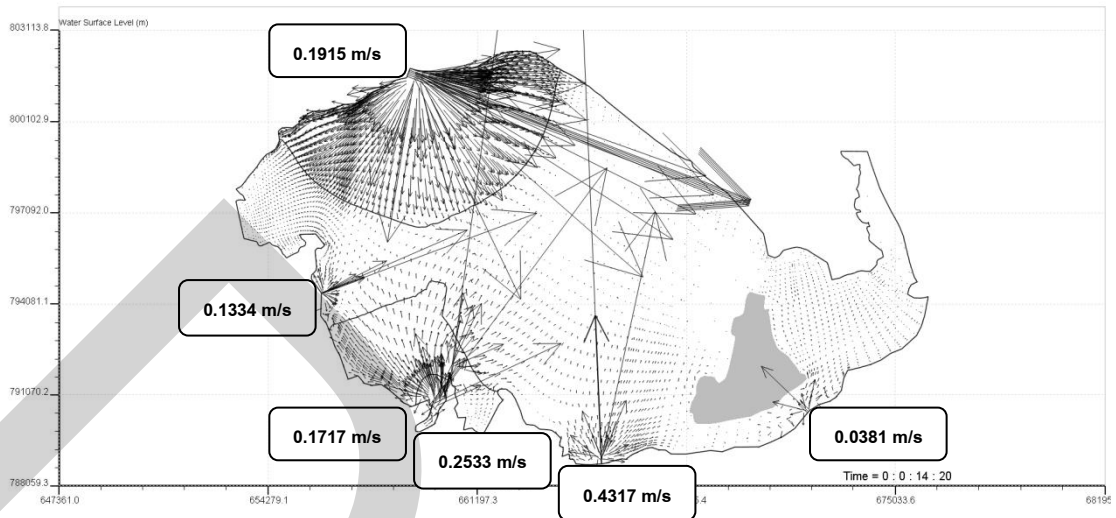 Water Surface Level (m)
803113.8
0.1915 m/s
800102.9
797092.0
794081.1
0.1334 m/s
791070.2
0.1717 m/s
0.2533 m/s
0.0381 m/s
0.4317 m/s
Time = 0 : 0 : 14 : 20
788059.3
647361.0
654279.1
661197.3
675033.6